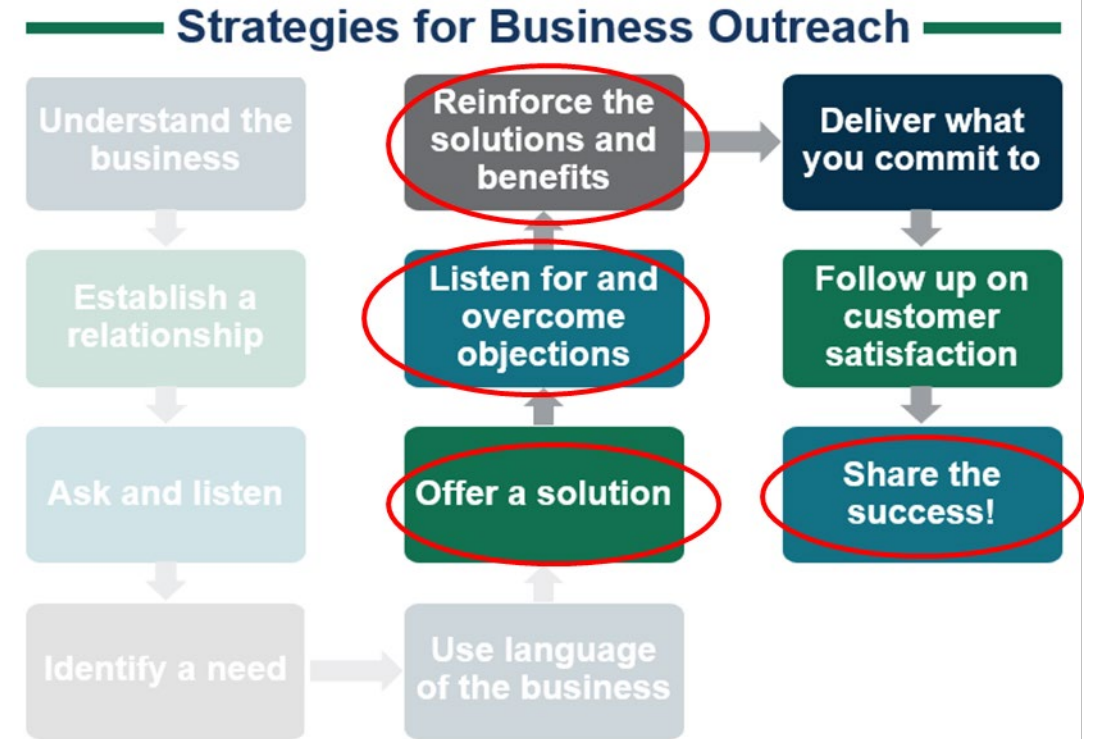 Strategies for Business Outreach
Understand the
business
Establish a
relationship
Ask and listen
Identify a need
Use language
of the business
Offer a solution
Listen for and
overcome
objections
Reinforce the
solutions and
benefits
Deliver what
you commit to
Follow up on
customer
satisfaction
Share the
success!